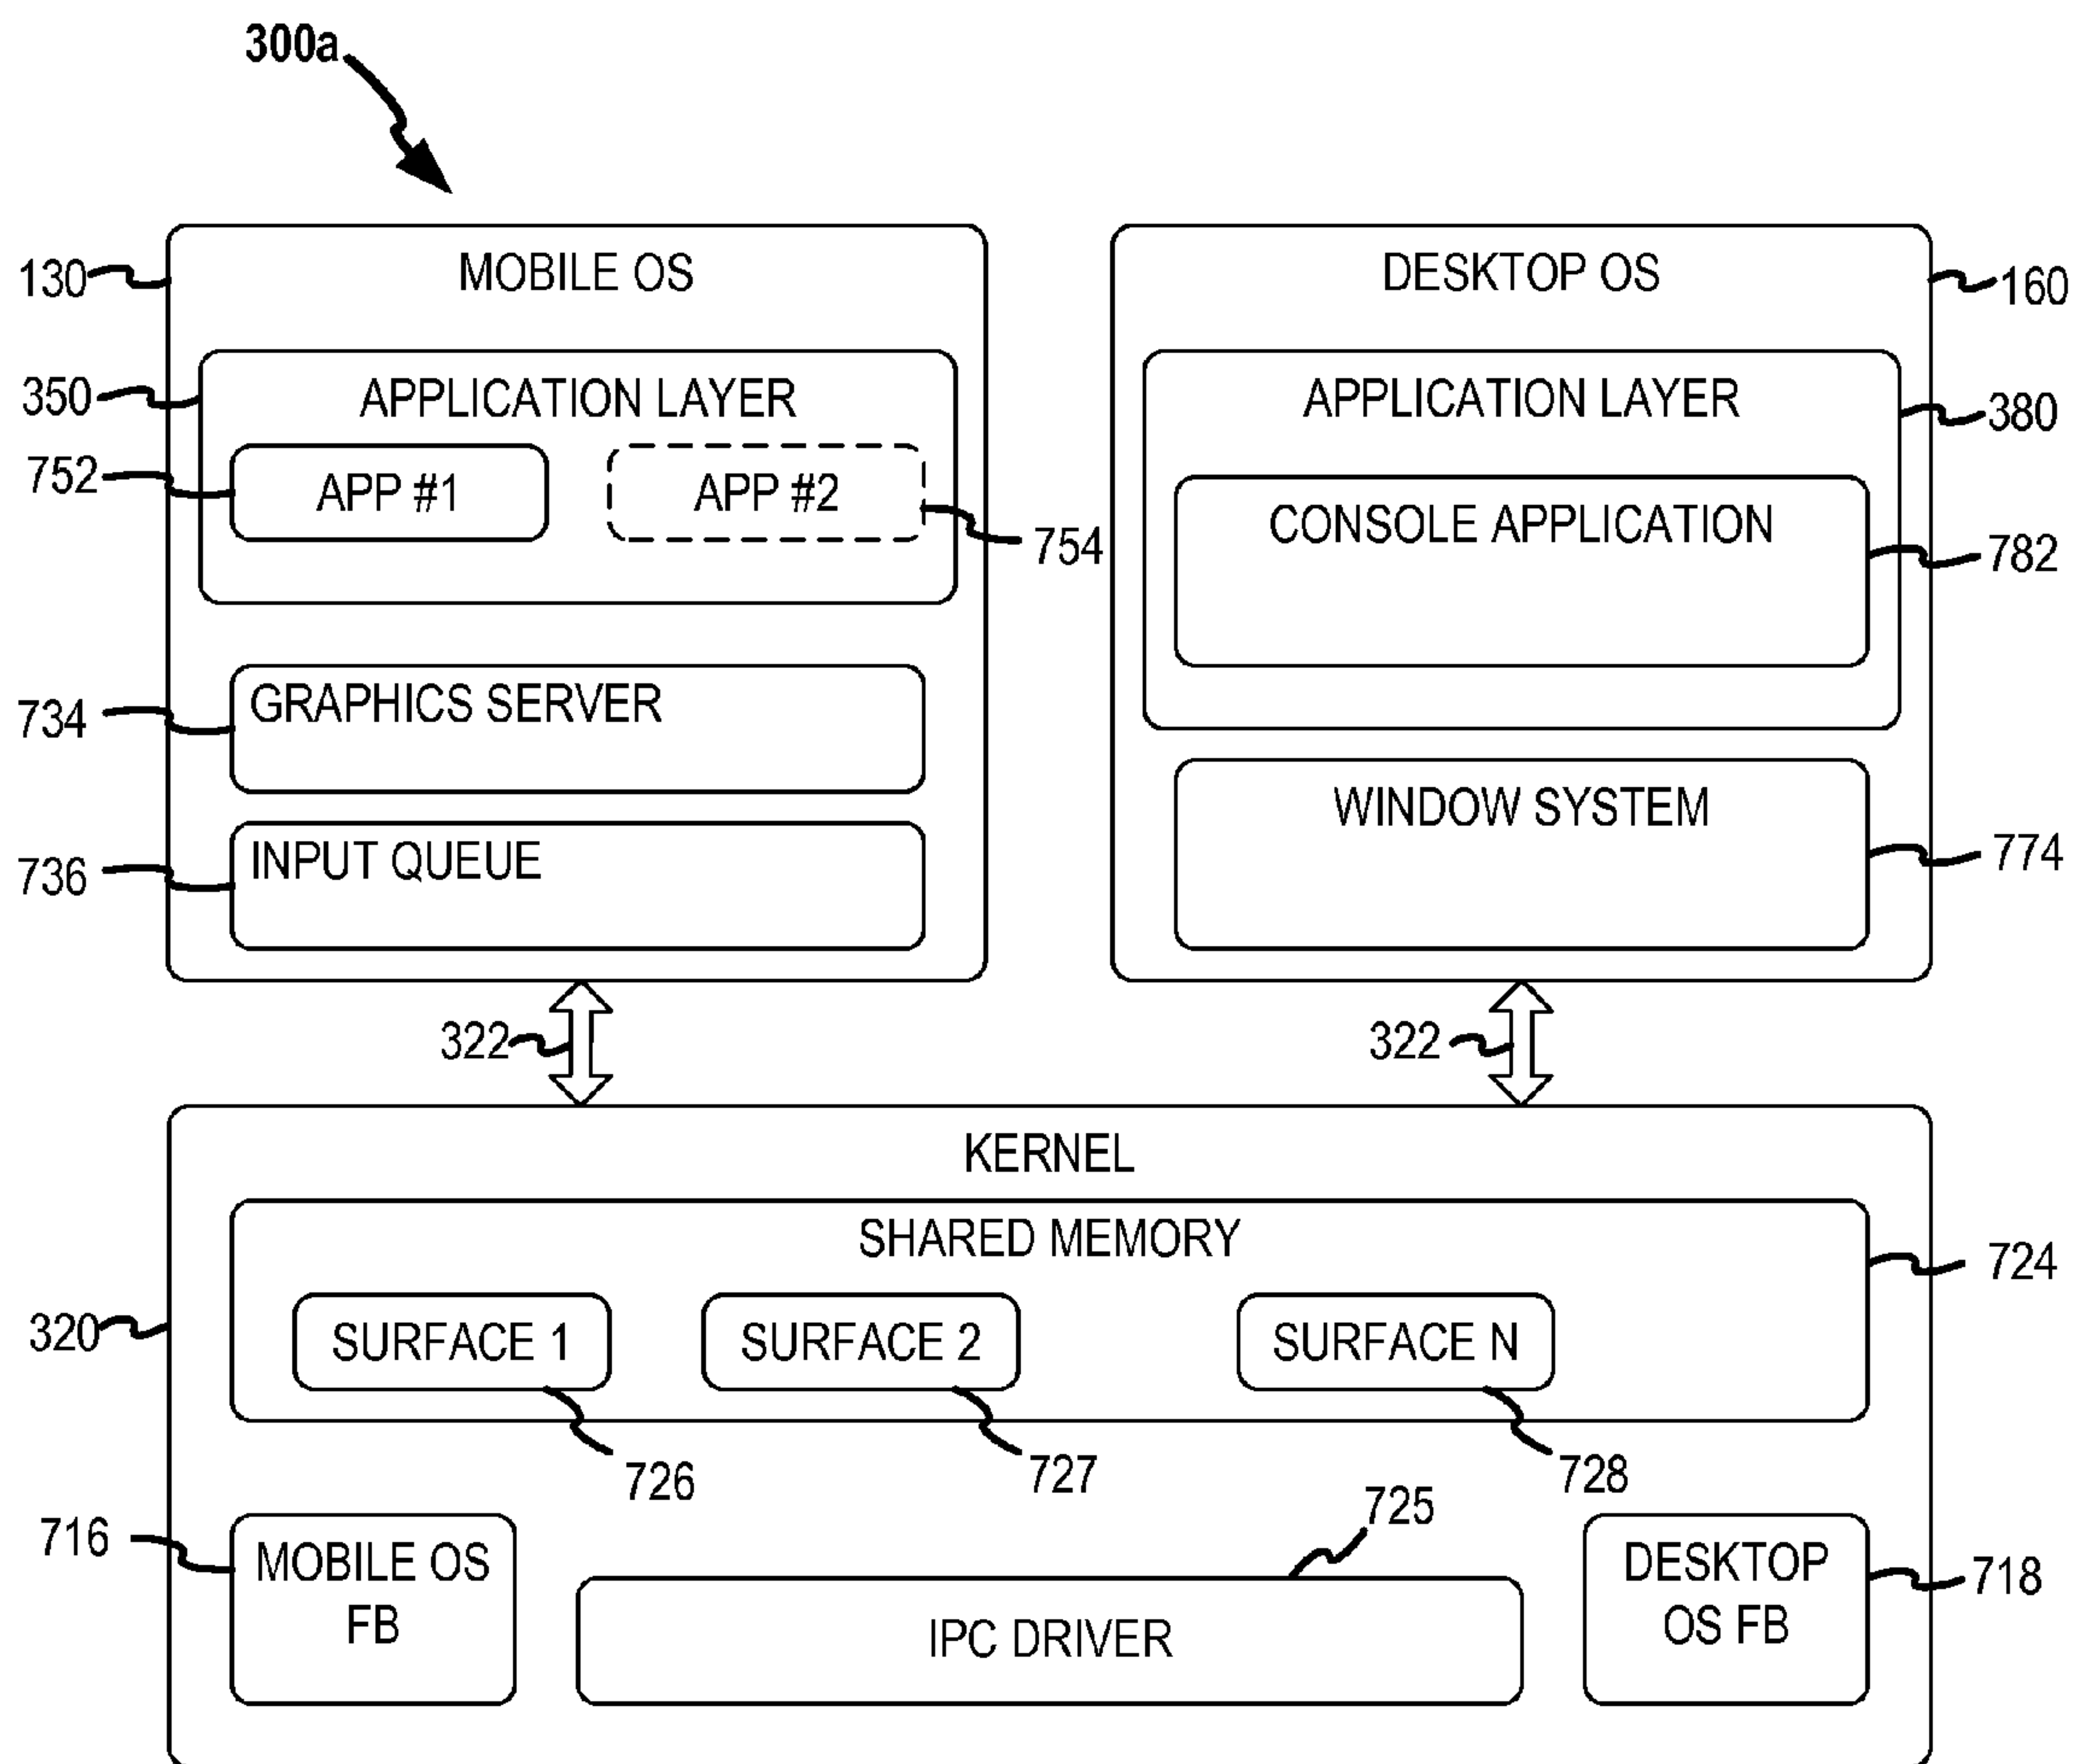 300a
MOBILE OS
DESKTOP OS
130
160
350
APPLICATION LAYER
APPLICATION LAYER
380
752
APP #1
APP #2
754
CONSOLE APPLICATION
782
734
GRAPHICS SERVER
WINDOW SYSTEM
774
736
INPUT QUEUE
322
322
KERNEL
SHARED MEMORY
724
320
SURFACE 1
SURFACE 2
SURFACE N
726
727
728
725
716
MOBILE OS
FB
IPC DRIVER
DESKTOP
OS FB
718